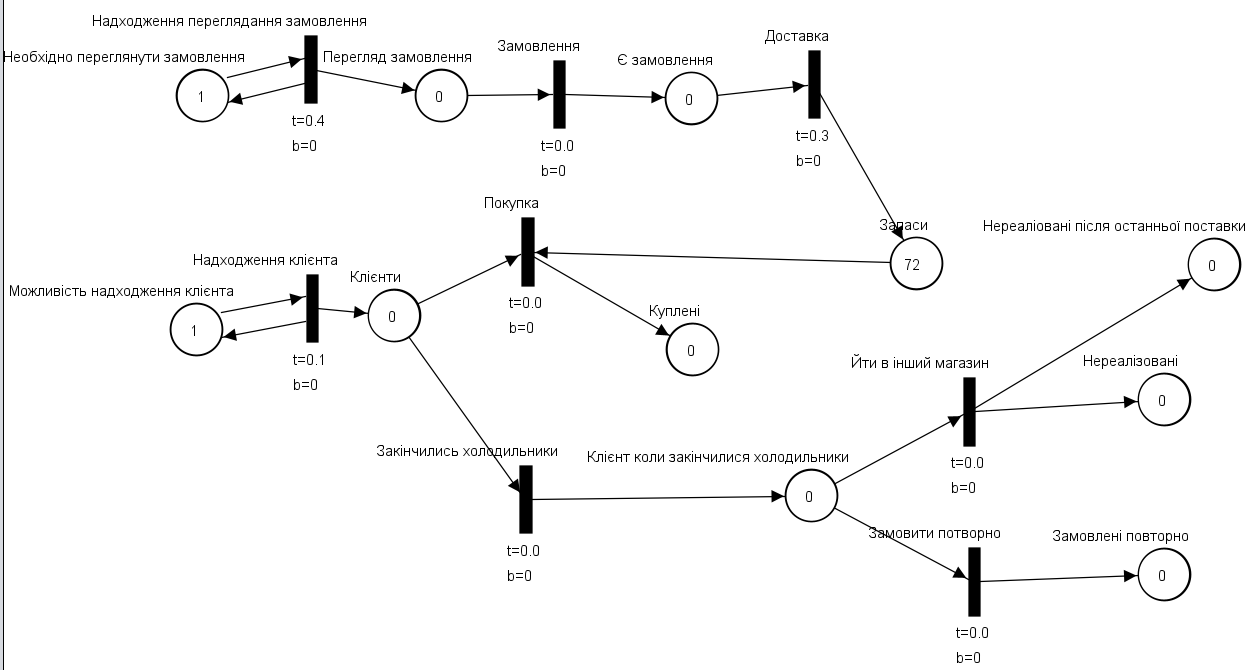 Надходження переглядання замовлення
Необхідно переглянути замовлення
1
t=0.4
b=0
Перегляд замовлення
0
Замовлення
t=0.0
b=0
Є замовлення
0
Доставка
t=0.3
b=0
Запаси
72
Покупка
t=0.0
b=0
Нереаліовані після останньої поставки
0
Надходження клієнта
Можливість надходження клієнта
1
t=0.1
b=0
Клієнти
0
Куплені
0
Йти в інший магазин
t=0.0
b=0
Нереалізовані
0
Закінчились холодильники
t=0.0
b=0
Клієнт коли закінчилися холодильники
0
Замовити потворно
t=0.0
b=0
Замовлені повторно
0